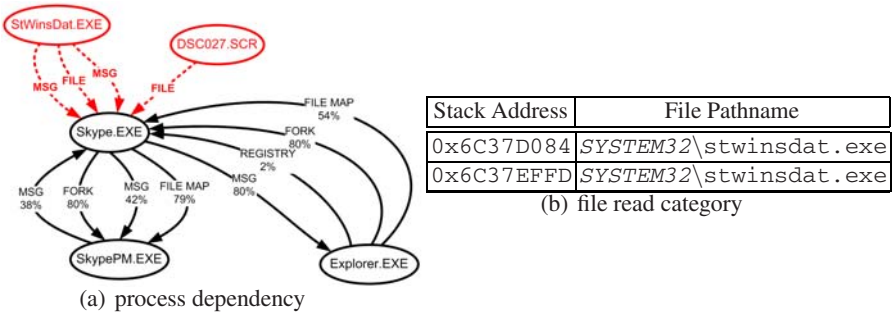 StWinsDat.EXE
DSC027.SCR
MSG
FILE
MSG
FILE
Skype.EXE
FILE MAP
54%
FORK
80%
REGISTRY
2%
MSG
80%
MSG
38%
FORK
80%
MSG
42%
FILE MAP
79%
SkypePM.EXE
Explorer.EXE
(a) process dependency
Stack Address File Pathname
0x6C37D084 SYSTEM32\stwinsdat.exe
0x6C37EFFD SYSTEM32\stwinsdat.exe
(b) file read category